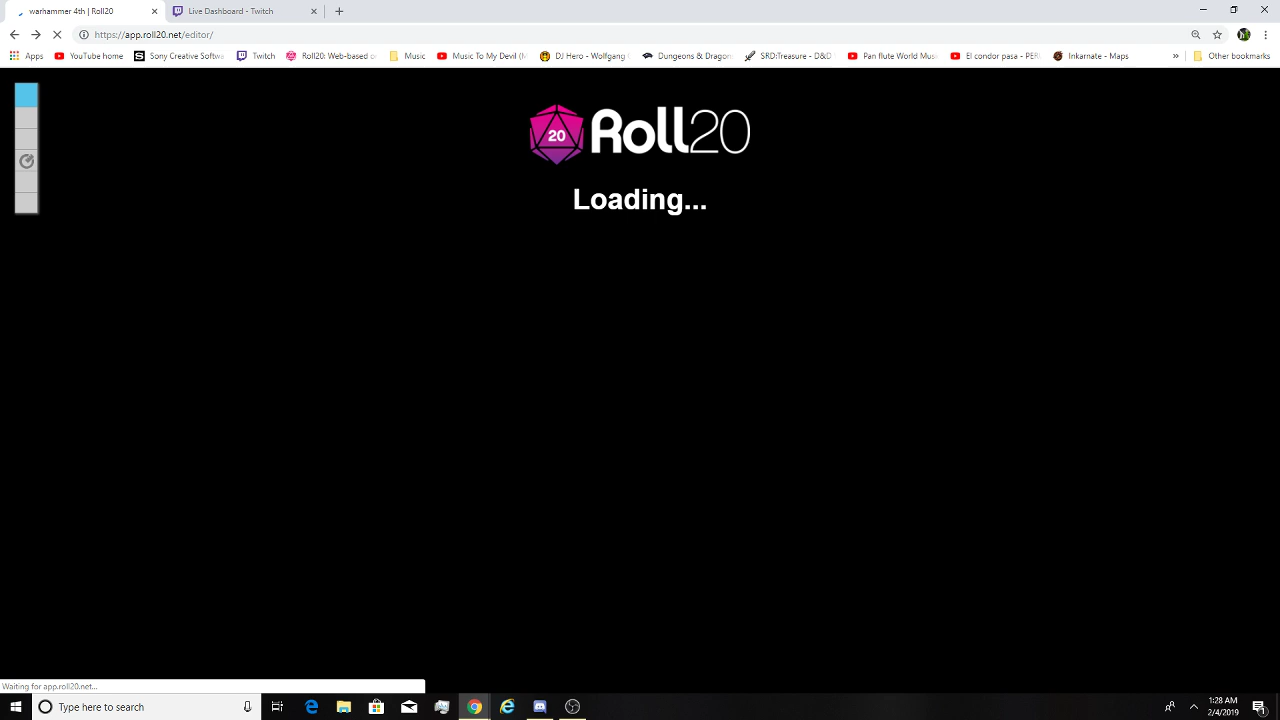 warhammer 4th | Roll20
Live Dashboard - Twitch
https://app.roll20.net/editor/
Apps
YouTube home
Sony Creative Softwa
Twitch
Roll20: Web-based or
Music
Music To My Devil (M
DJ Hero - Wolfgang
Dungeons & Dragon
SRD:Treasure - D&D
Pan flute World Musi
El condor pasa - PER
Inkarnate - Maps
»
Other bookmarks
20
Roll20
Loading...
Waiting for app.roll20.net...
Type here to search
1:28 AM
2/4/2019